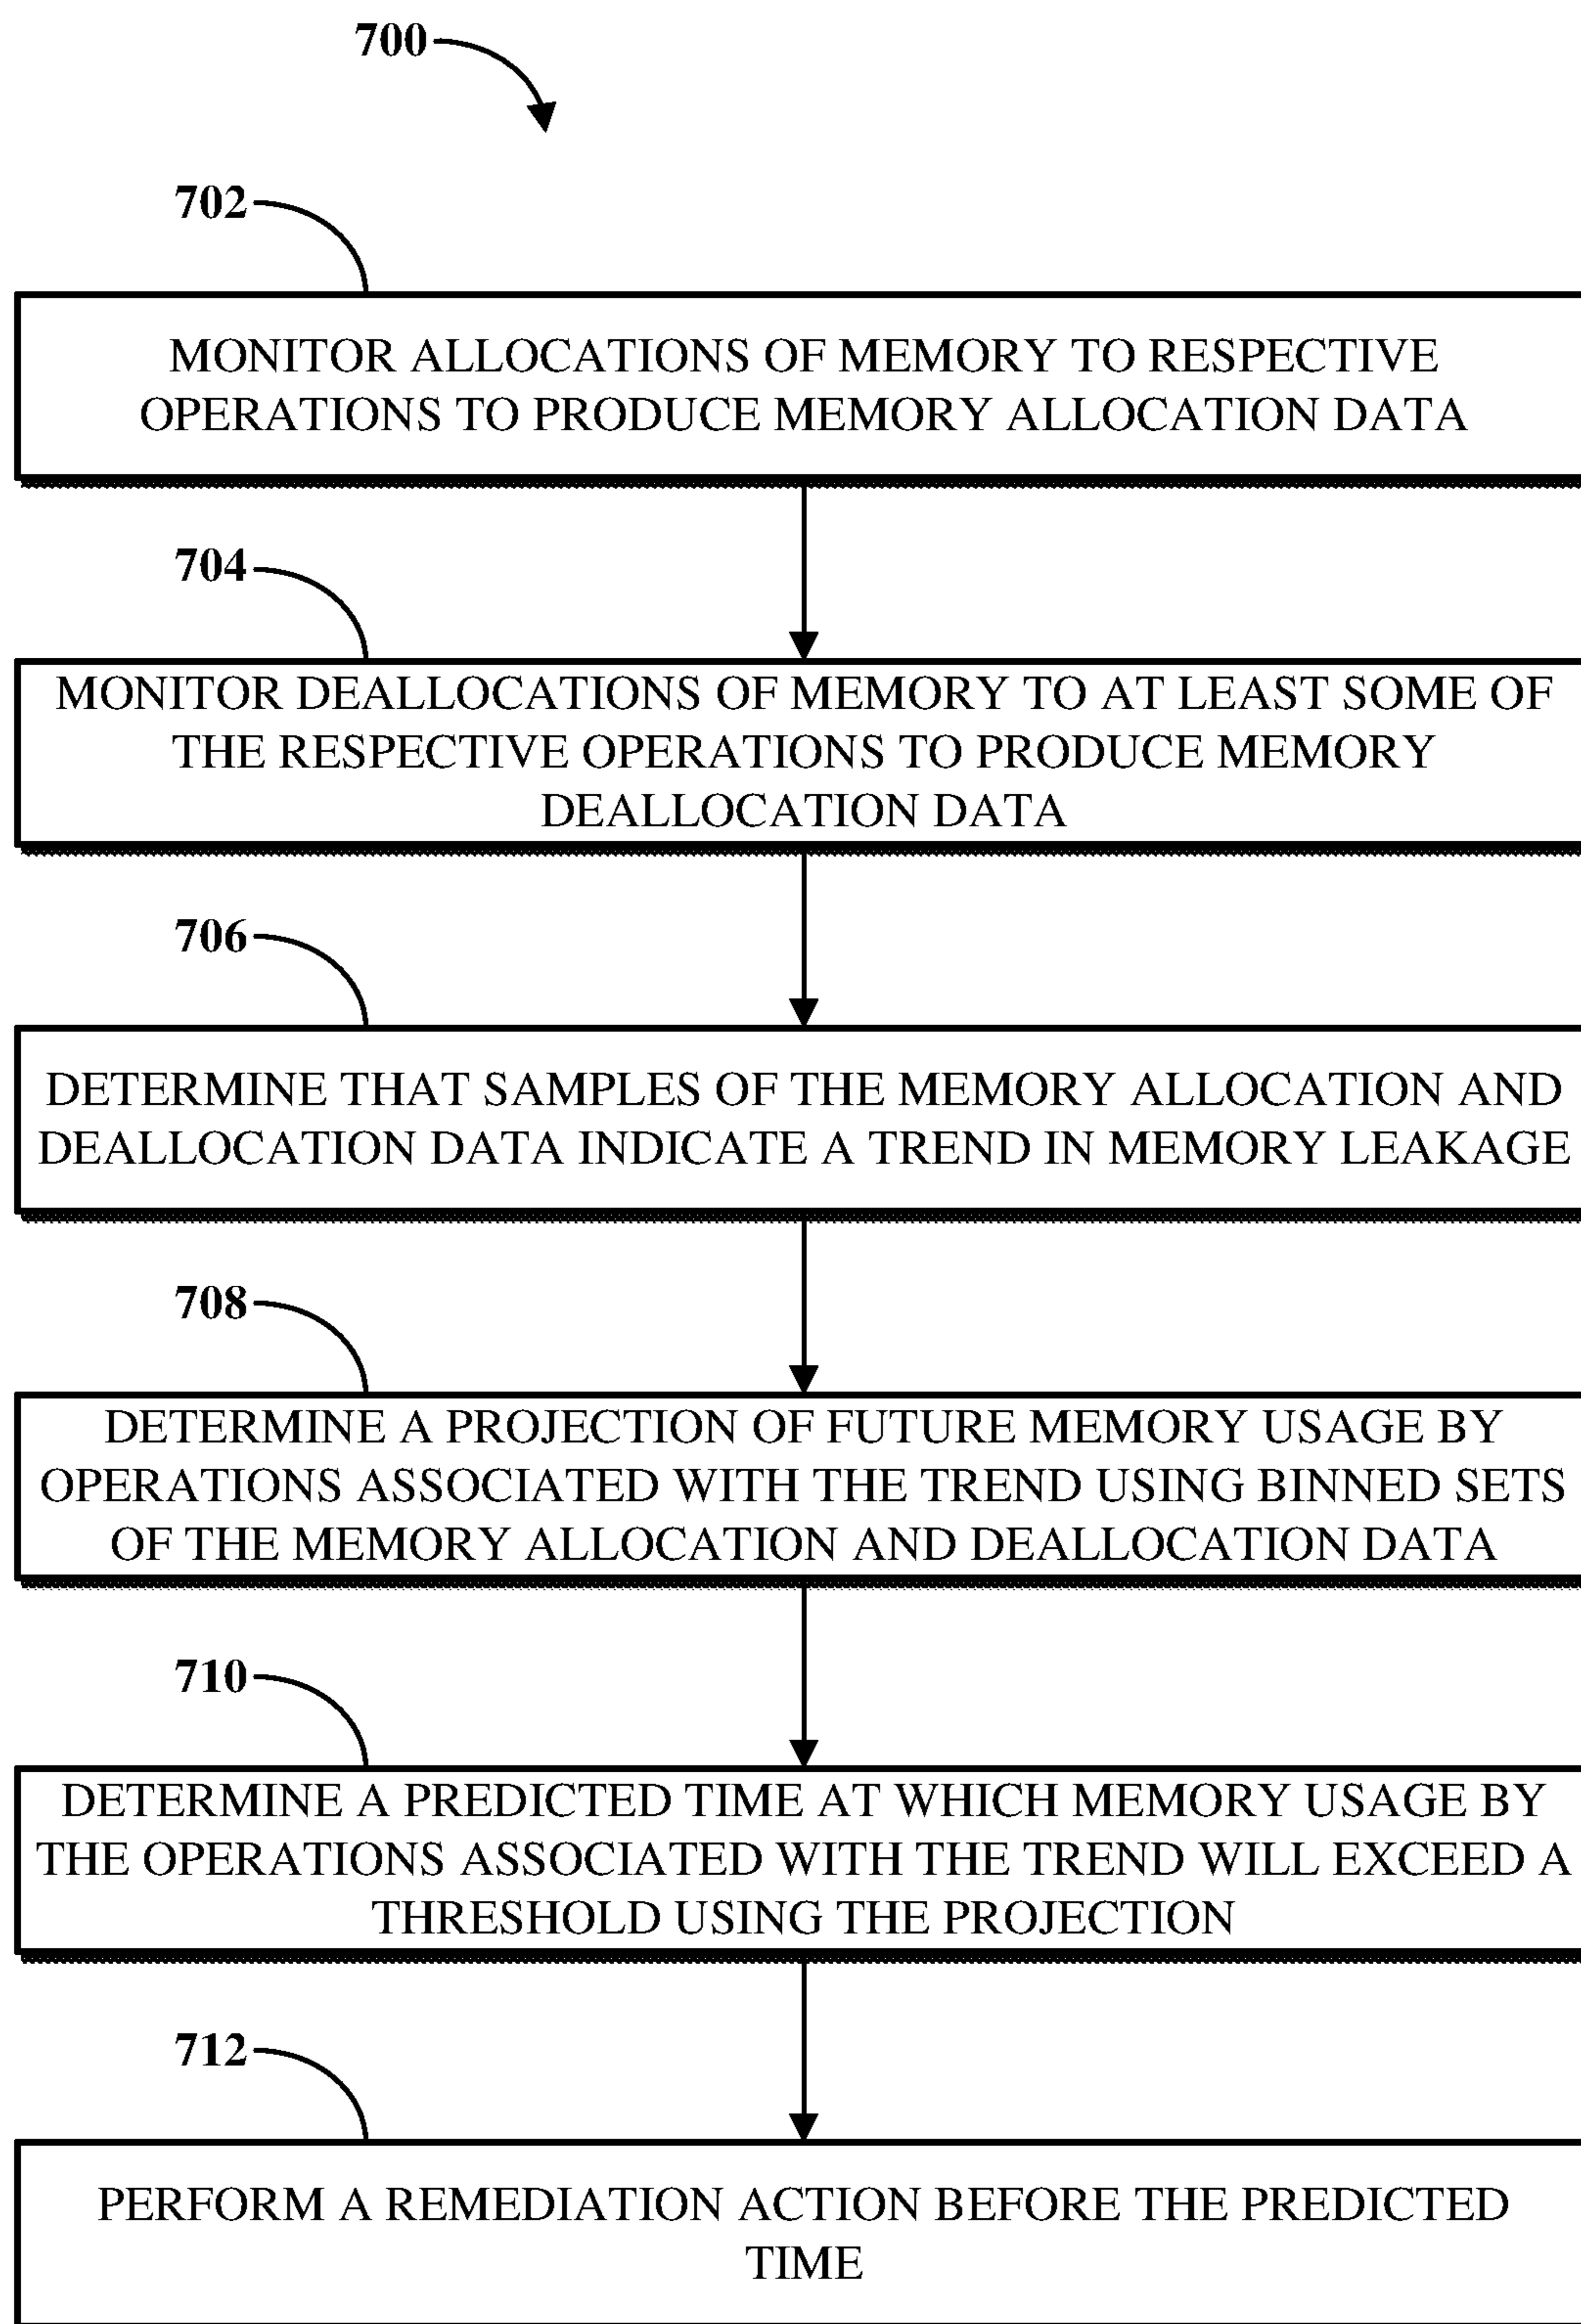 700
702
MONITOR ALLOCATIONS OF MEMORY TO RESPECTIVE
OPERATIONS TO PRODUCE MEMORY ALLOCATION DATA
704
MONITOR DEALLOCATIONS OF MEMORY TO AT LEAST SOME OF
THE RESPECTIVE OPERATIONS TO PRODUCE MEMORY
DEALLOCATION DATA
706
DETERMINE THAT SAMPLES OF THE MEMORY ALLOCATION AND
DEALLOCATION DATA INDICATE A TREND IN MEMORY LEAKAGE
708
DETERMINE A PROJECTION OF FUTURE MEMORY USAGE BY
OPERATIONS ASSOCIATED WITH THE TREND USING BINNED SETS
OF THE MEMORY ALLOCATION AND DEALLOCATION DATA
710
DETERMINE A PREDICTED TIME AT WHICH MEMORY USAGE BY
THE OPERATIONS ASSOCIATED WITH THE TREND WILL EXCEED A
THRESHOLD USING THE PROJECTION
712
PERFORM A REMEDIATION ACTION BEFORE THE PREDICTED
TIME